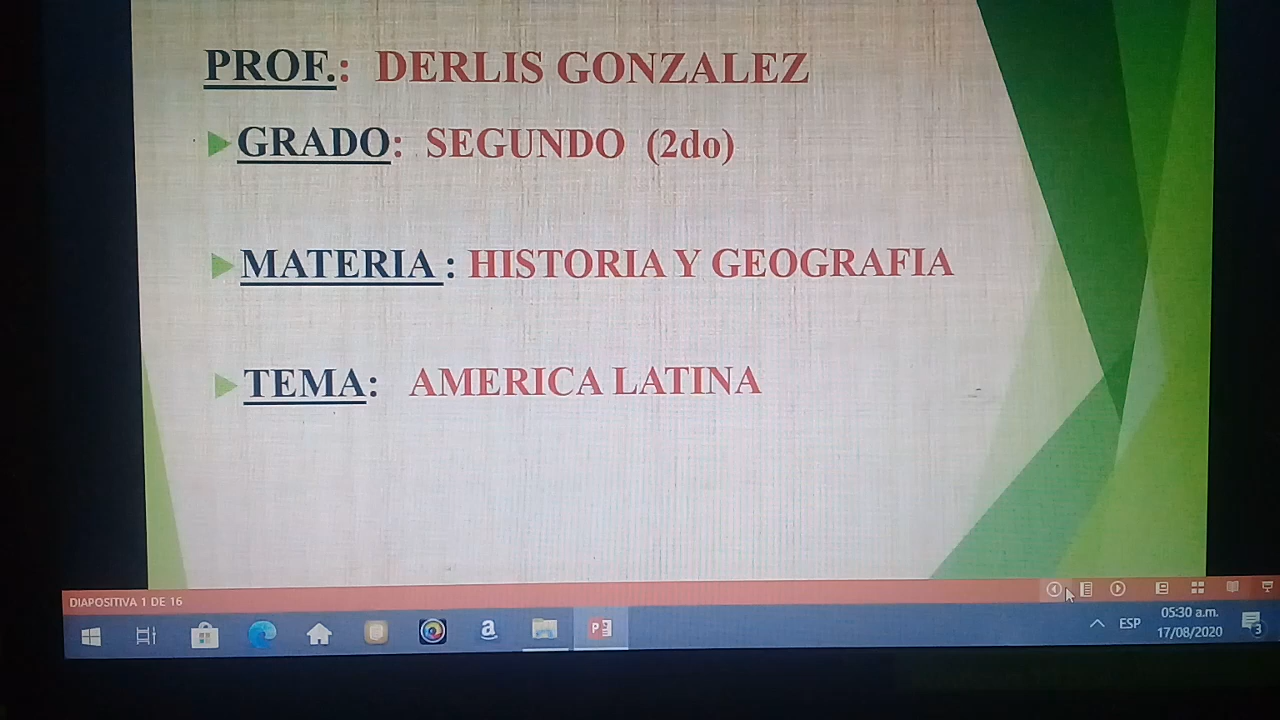 PROF.: DERLIS GONZALEZ
GRADO: SEGUNDO (2do)
MATERIA : HISTORIA Y GEOGRAFIA
TEMA: AMERICA LATINA
DIAPOSITIVA 1 DE 16
ESP
05:30 a.m.
17/08/2020
3